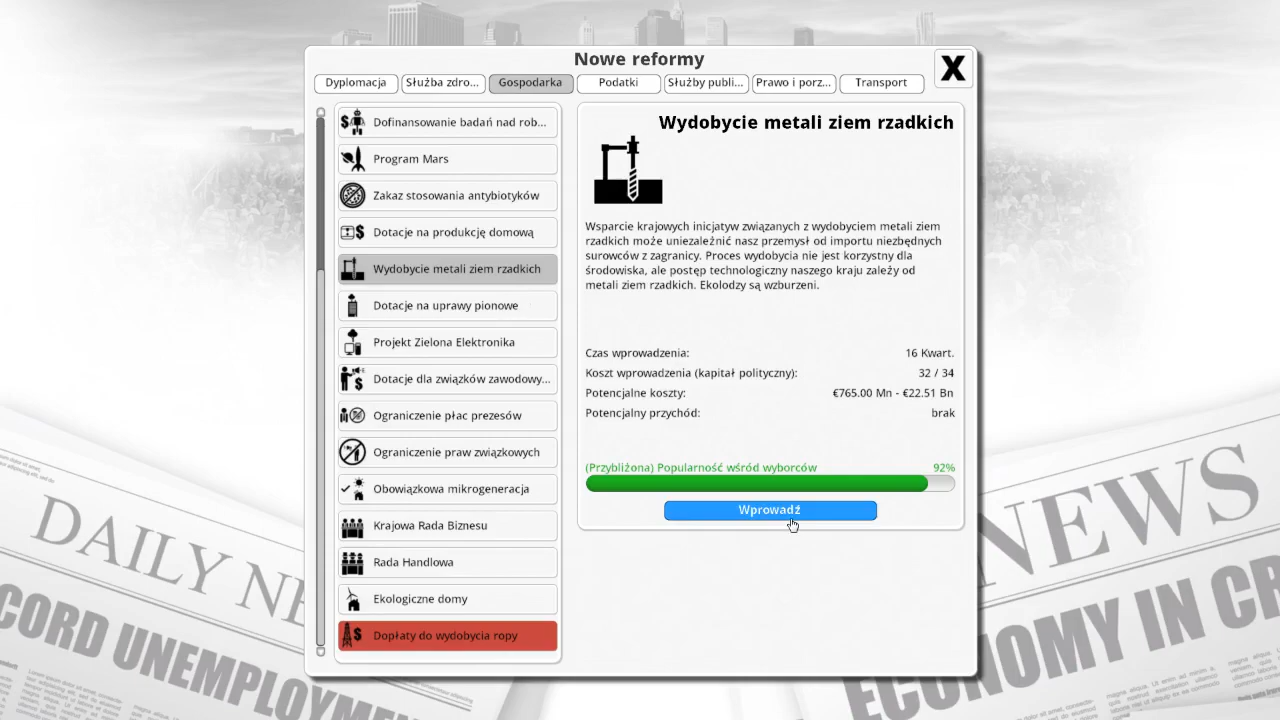 Nowe reformy
X
Dyplomacja
Służba zdro...
Gospodarka
Podatki
Służby publi...
Prawo i porz...
Transport
Dofinansowanie badań nad rob...
Program Mars
Zakaz stosowania antybiotyków
Dotacje na produkcję domową
Wydobycie metali ziem rzadkich
Dotacje na uprawy pionowe
Projekt Zielona Elektronika
Dotacje dla związków zawodowy...
Ograniczenie płac prezesów
Ograniczenie praw związkowych
Obowiązkowa mikrogeneracja
Krajowa Rada Biznesu
Rada Handlowa
Ekologiczne domy
Dopłaty do wydobycia ropy
Wydobycie metali ziem rzadkich
Wsparcie krajowych inicjatyw związanych z wydobyciem metali ziem
rzadkich może uniezależnić nasz przemysł od importu niezbędnych
surowców z zagranicy. Proces wydobycia nie jest korzystny dla
środowiska, ale postęp technologiczny naszego kraju zależy od
metali ziem rzadkich. Ekolodzy są wzburzeni.
Czas wprowadzenia: 16 Kwart.
Koszt wprowadzenia (kapitał polityczny): 32 / 34
Potencjalne koszty: €765.00 Mn - €22.51 Bn
Potencjalny przychód: brak
(Przybliżona) Popularność wśród wyborców 92%
Wprowadź
DAILY NE
CORD UNEMPLOYM
NEWS
ECONOMY IN CR